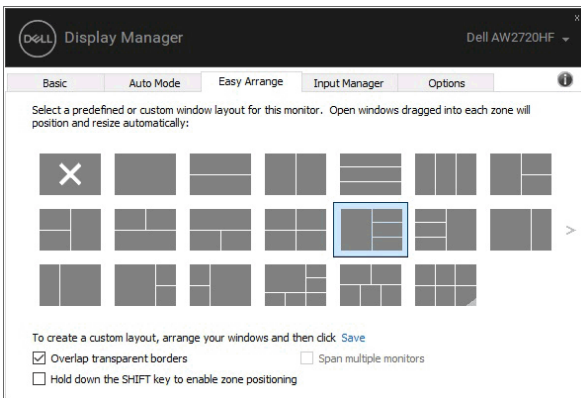 DELL Display Manager
Dell AW2720HF
Basic Auto Mode Easy Arrange Input Manager Options
Select a predefined or custom window layout for this monitor. Open windows dragged into each zone will
position and resize automatically:
To create a custom layout, arrange your windows and then click Save
Overlap transparent borders
Span multiple monitors
Hold down the SHIFT key to enable zone positioning